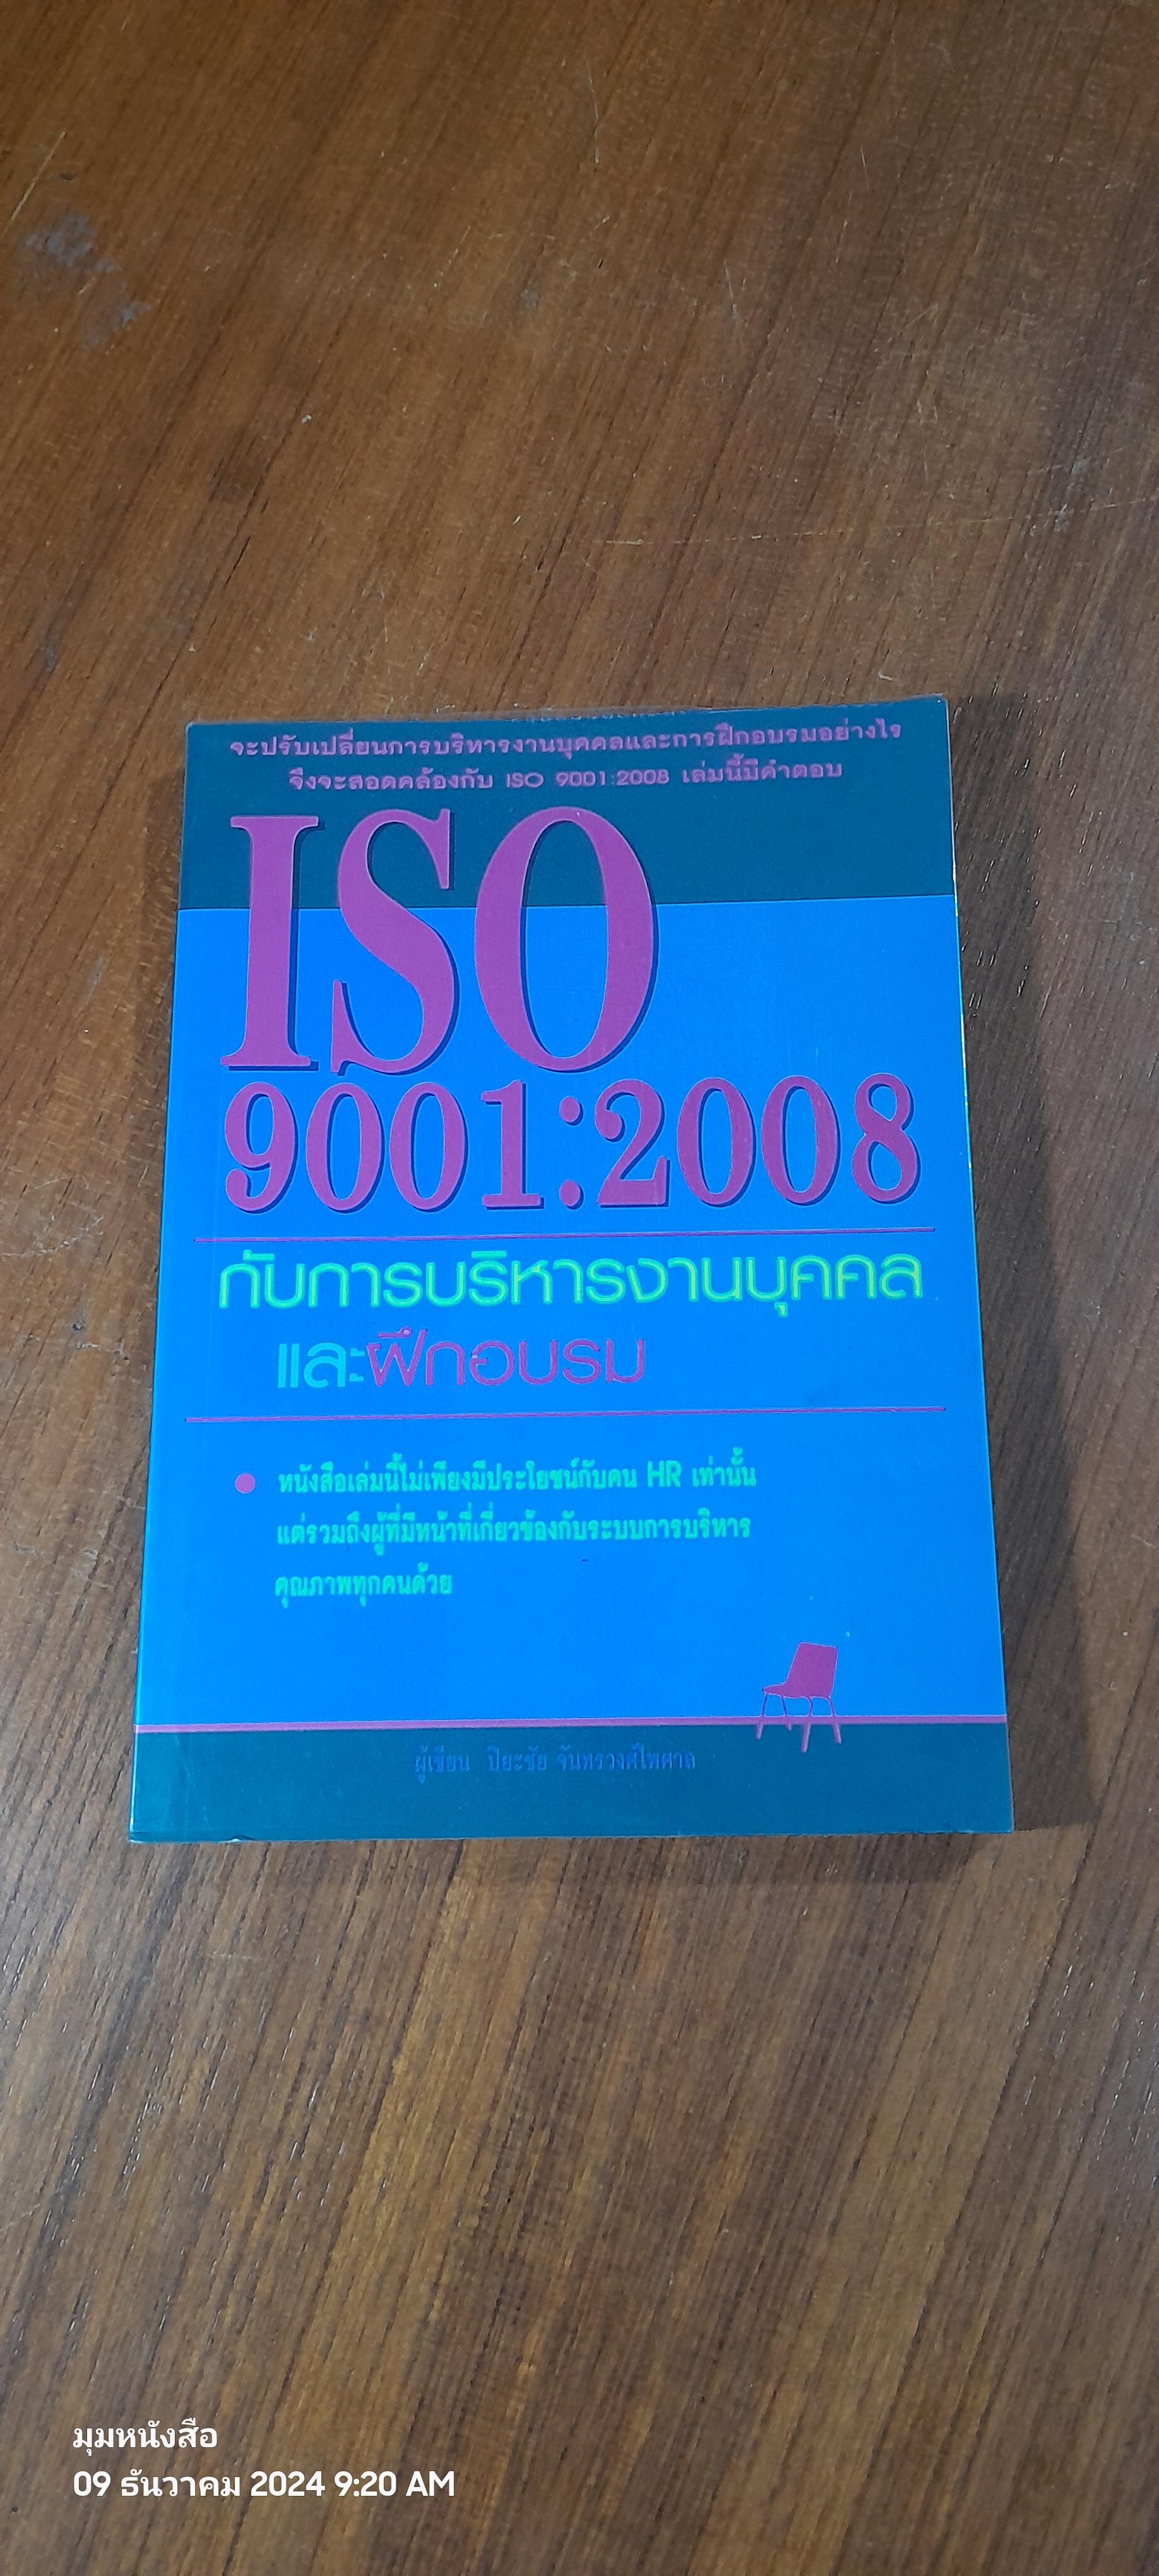 จะปรับเปลี่ยนการบริหารงานบุคคลและการฝึกอบรมอย่างไร
จึงจะสอดคล้องกับ ISO 9001:2008 เล่มนี้มีคำตอบ
ISO
9001:2008
กับการบริหารงานบุคคล
และฝึกอบรม
หนังสือเล่มนี้ไม่เพียงมีประโยชน์กับคน HR เท่านั้น
แต่รวมถึงผู้ที่มีหน้าที่เกี่ยวข้องกับระบบการบริหาร
คุณภาพทุกคนด้วย
ผู้เขียน ปิยะชัย จันทรวงศ์ไพศาล
มุมหนังสือ
09 ธันวาคม 2024 9:20 AM